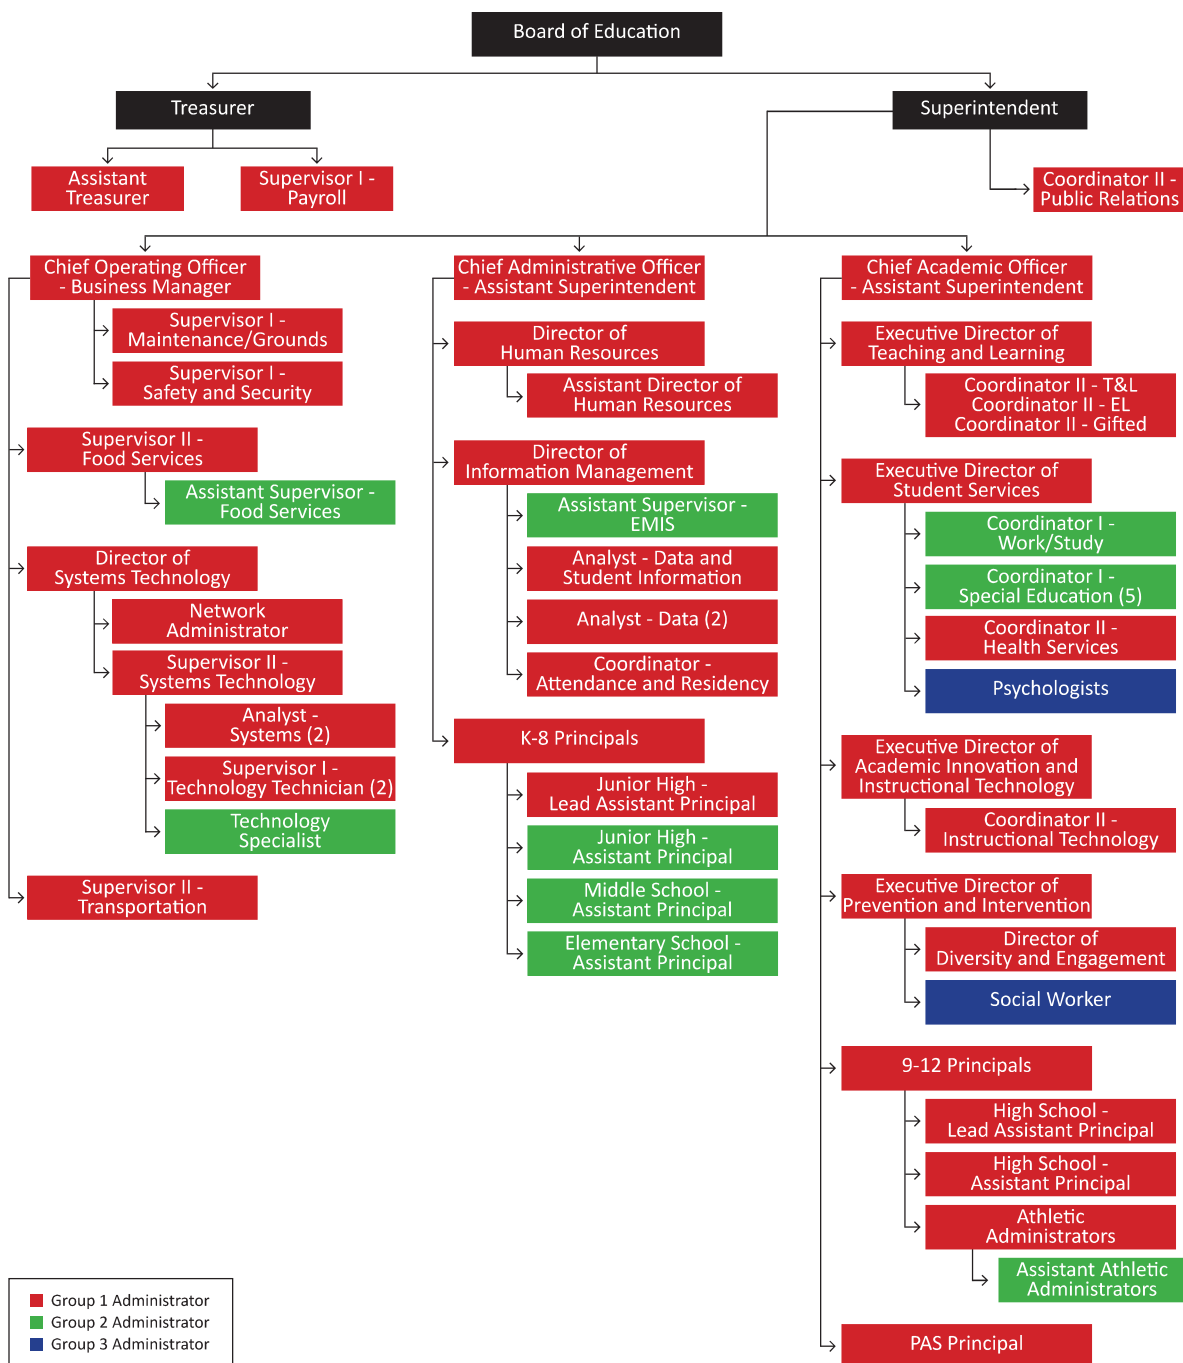 Board of Education
Treasurer
Superintendent
Assistant
Treasurer
Supervisor I -
Payroll
Coordinator II -
Public Relations
Chief Operating Officer
- Business Manager
Supervisor I -
Maintenance/Grounds
Supervisor I -
Safety and Security
Supervisor II -
Food Services
Assistant Supervisor -
Food Services
Director of
Systems Technology
Network
Administrator
Supervisor II -
Systems Technology
Analyst -
Systems (2)
Supervisor I -
Technology Technician (2)
Technology
Specialist
Supervisor II -
Transportation
Chief Administrative Officer
- Assistant Superintendent
Director of
Human Resources
Assistant Director of
Human Resources
Director of
Information Management
Assistant Supervisor -
EMIS
Analyst - Data and
Student Information
Analyst - Data (2)
Coordinator -
Attendance and Residency
K-8 Principals
Junior High -
Lead Assistant Principal
Junior High -
Assistant Principal
Middle School -
Assistant Principal
Elementary School -
Assistant Principal
Chief Academic Officer
- Assistant Superintendent
Executive Director of
Teaching and Learning
Coordinator II - T&L
Coordinator II - EL
Coordinator II - Gifted
Executive Director of
Student Services
Coordinator I -
Work/Study
Coordinator I -
Special Education (5)
Coordinator II -
Health Services
Psychologists
Executive Director of
Academic Innovation and
Instructional Technology
Coordinator II -
Instructional Technology
Executive Director of
Prevention and Intervention
Director of
Diversity and Engagement
Social Worker
9-12 Principals
High School -
Lead Assistant Principal
High School -
Assistant Principal
Athletic
Administrators
Assistant Athletic
Administrators
PAS Principal
Group 1 Administrator
Group 2 Administrator
Group 3 Administrator